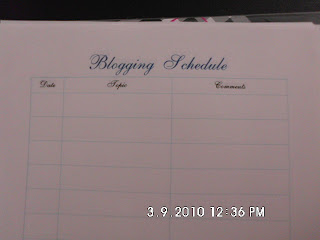 Blogging Schedule
Date Topic Comments
3.9.2010 12:36 PM